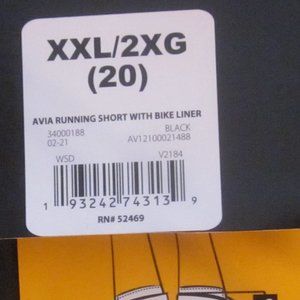 XXL/2XG
(20)
AVIA RUNNING SHORT WITH BIKE LINER
34000188 BLACK
02-21 AV12100021488
WSD V2184
1 93242 74313 9
RN# 52469